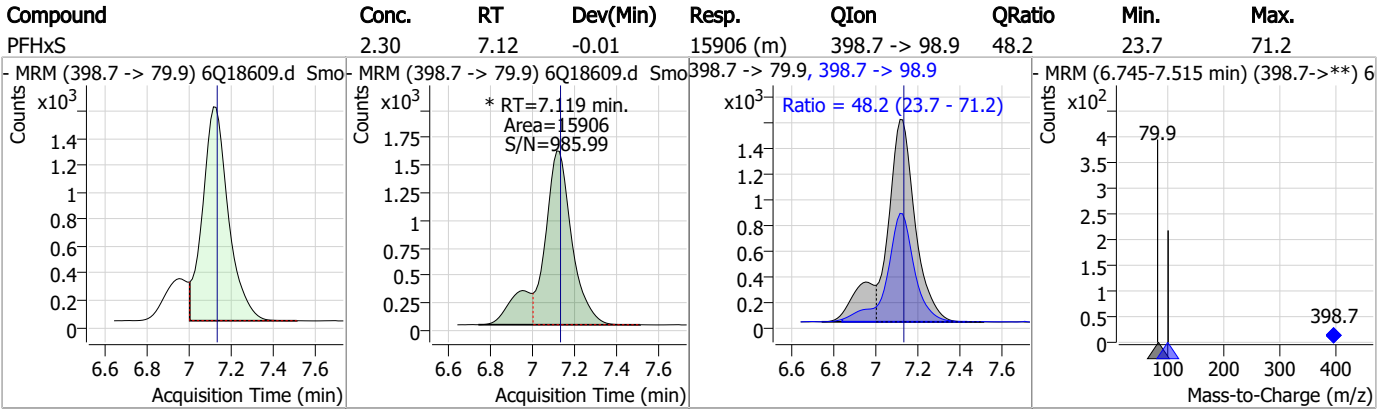 Compound Conc. RT Dev(Min) Resp. QIon QRatio Min. Max.
PFHxS 2.30 7.12 -0.01 15906 (m) 398.7 -> 98.9 48.2 23.7 71.2
- MRM (398.7 -> 79.9) 6Q18609.d Smo
Counts
x10³
1.4
1.2
1
0.8
0.6
0.4
0.2
0
6.6 6.8 7 7.2 7.4 7.6
Acquisition Time (min)
- MRM (398.7 -> 79.9) 6Q18609.d Smo
Counts
x10³
* RT=7.119 min.
Area=15906
S/N=985.99
1.75
1.5
1.25
1
0.75
0.5
0.25
0
6.6 6.8 7 7.2 7.4 7.6
Acquisition Time (min)
398.7 -> 79.9, 398.7 -> 98.9
Counts
x10³
Ratio = 48.2 (23.7 - 71.2)
1.4
1.2
1
0.8
0.6
0.4
0.2
0
6.6 6.8 7 7.2 7.4 7.6
Acquisition Time (min)
- MRM (6.745-7.515 min) (398.7->**) 6
Counts
x10²
79.9
4
3.5
3
2.5
2
1.5
1
0.5
0
398.7
100 200 300 400
Mass-to-Charge (m/z)